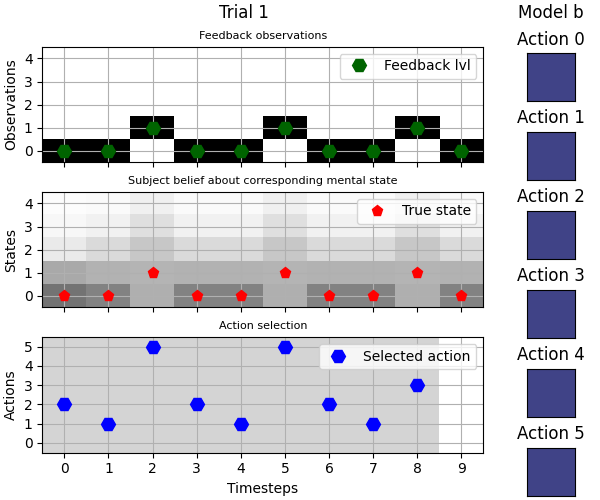 Trial 1
Feedback observations
Observations
4
3
2
1
0
Feedback lvl
Subject belief about corresponding mental state
States
4
3
2
1
0
True state
Action selection
Actions
5
4
3
2
1
0
Selected action
0 1 2 3 4 5 6 7 8 9
Timesteps
Model b
Action 0
Action 1
Action 2
Action 3
Action 4
Action 5